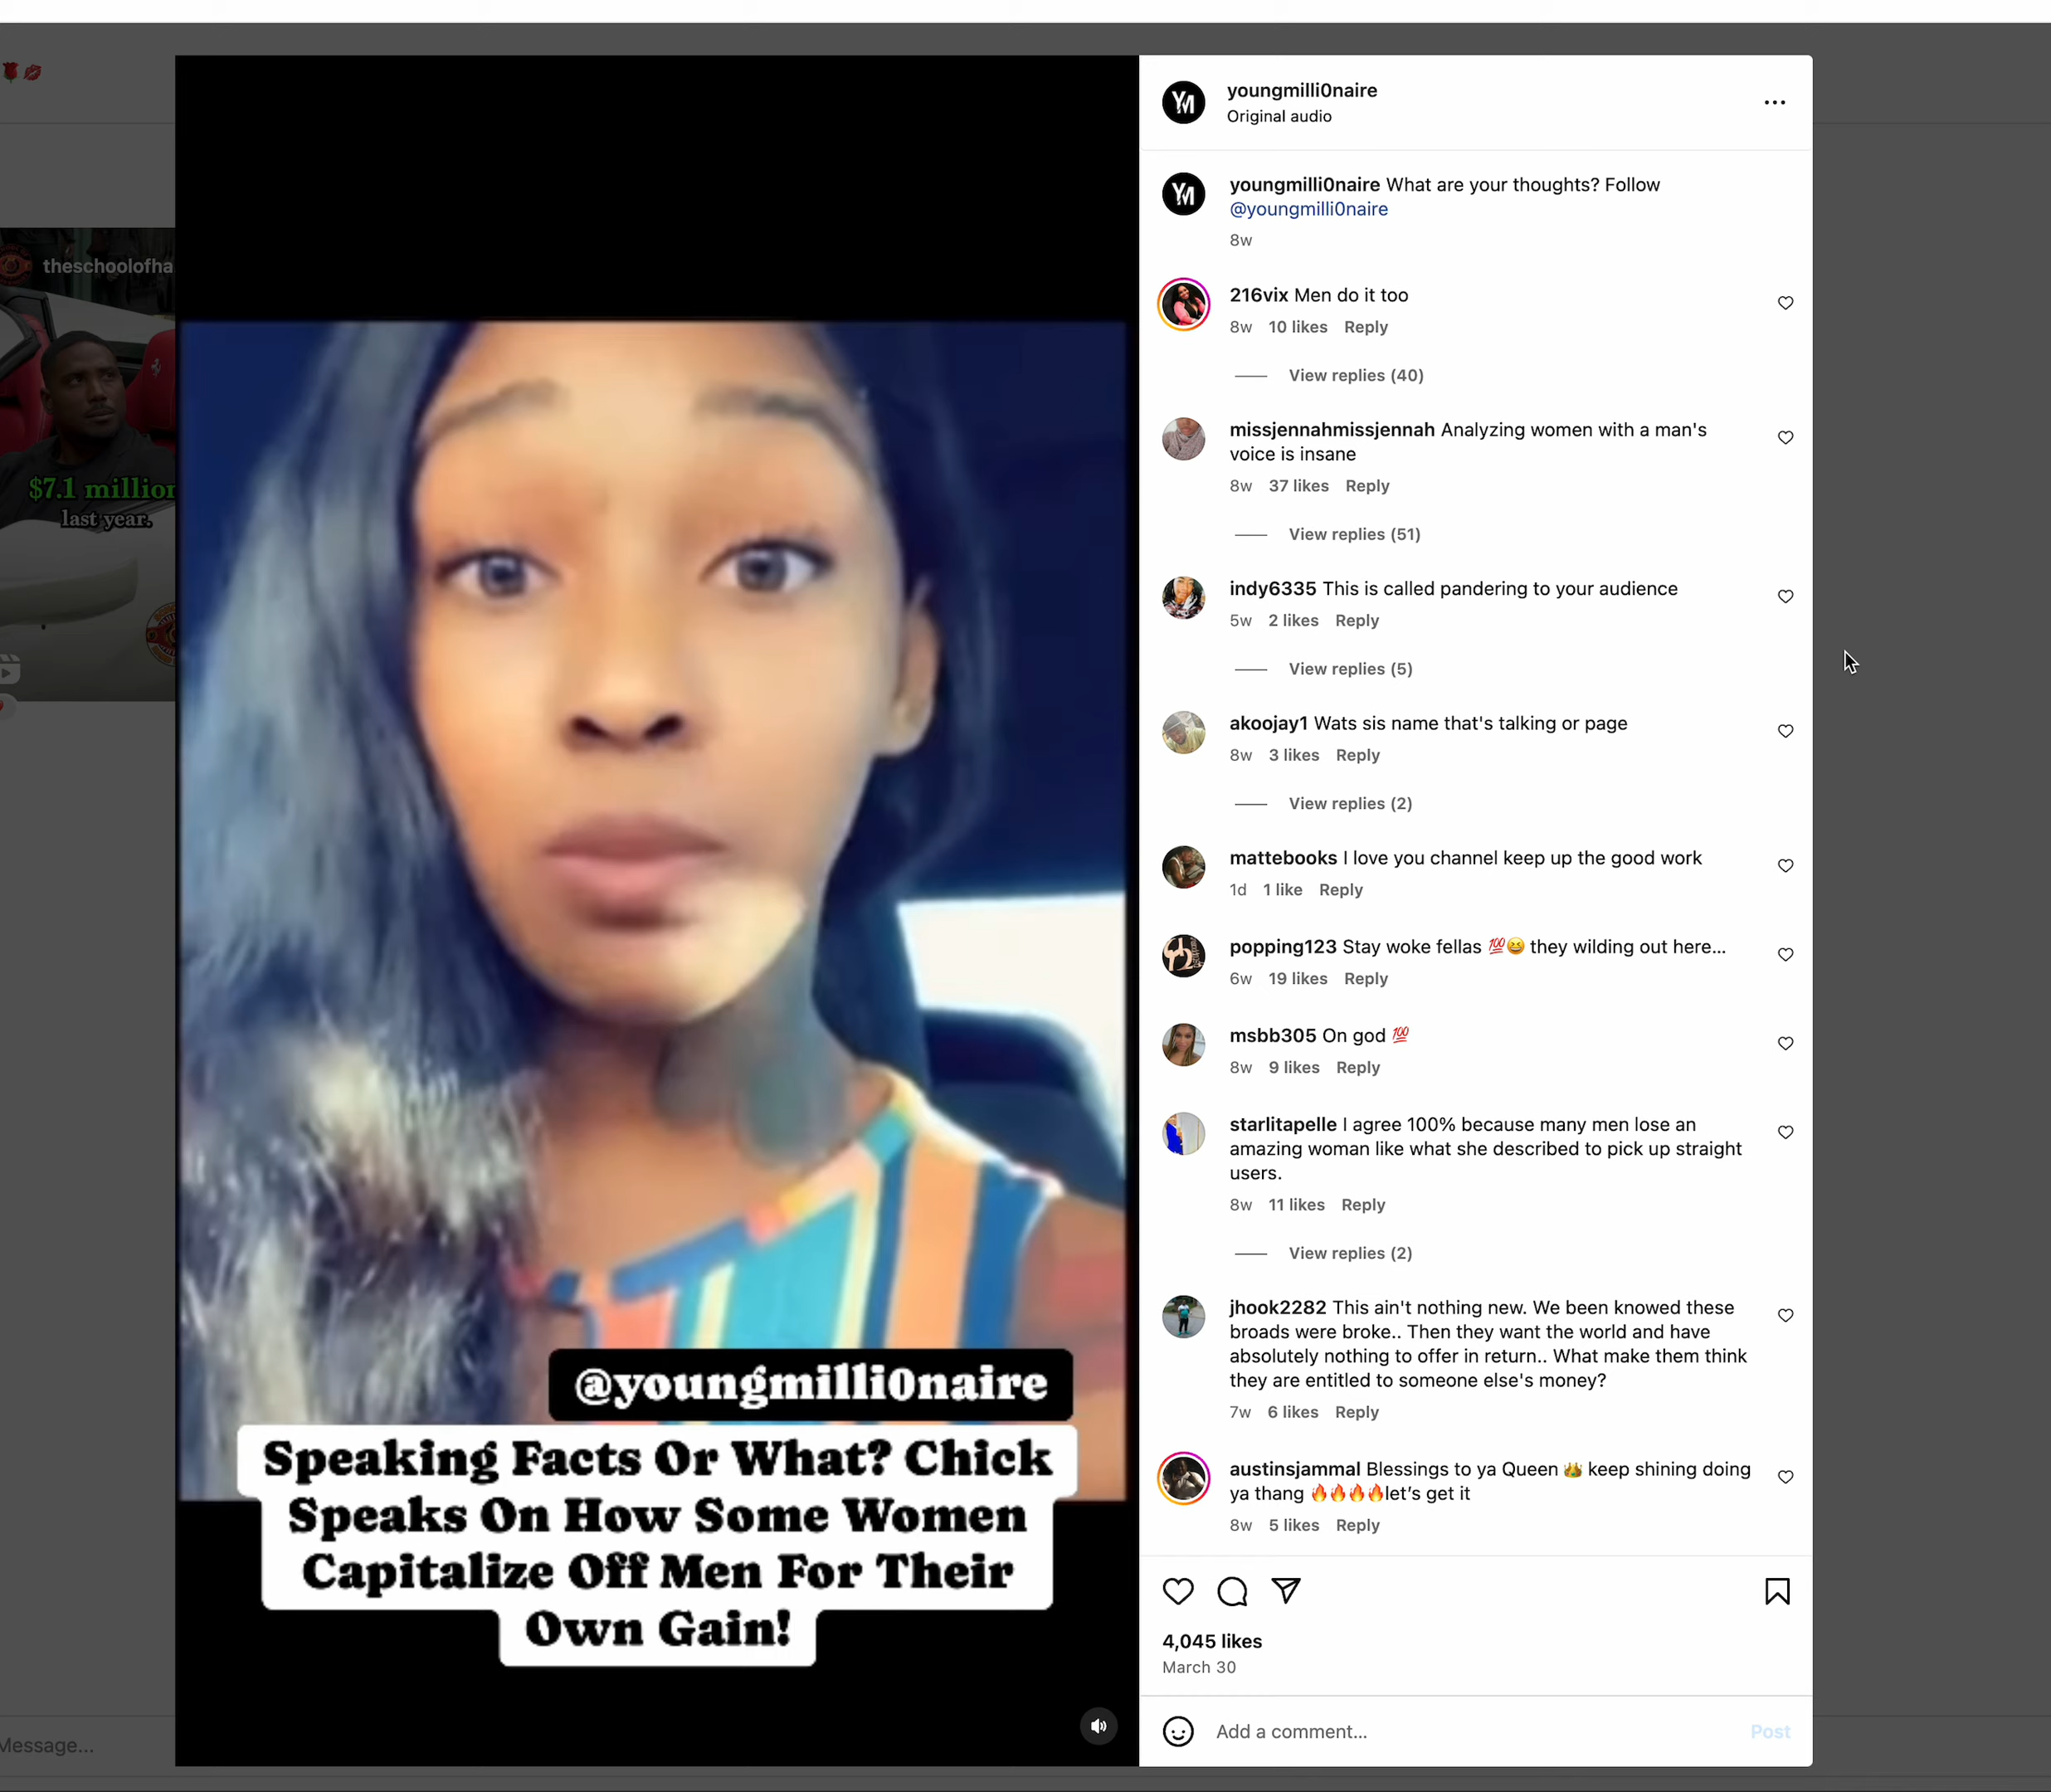 theschoolofha
$7.1 million
last year.
Message...
@youngmilli0naire
Speaking Facts Or What? Chick
Speaks On How Some Women
Capitalize Off Men For Their
Own Gain!
YM
youngmilli0naire
Original audio
YM
youngmilli0naire What are your thoughts? Follow
@youngmilli0naire
8w
216vix Men do it too
8w 10 likes Reply
View replies (40)
missjennahmissjennah Analyzing women with a man's
voice is insane
8w 37 likes Reply
View replies (51)
indy6335 This is called pandering to your audience
5w 2 likes Reply
View replies (5)
akoojay1 Wats sis name that's talking or page
8w 3 likes Reply
View replies (2)
mattebooks I love you channel keep up the good work
1d 1 like Reply
popping123 Stay woke fellas 💯😆 they wilding out here...
6w 19 likes Reply
msbb305 On god 💯
8w 9 likes Reply
starlitapelle I agree 100% because many men lose an
amazing woman like what she described to pick up straight
users.
8w 11 likes Reply
View replies (2)
jhook2282 This ain't nothing new. We been knowed these
broads were broke.. Then they want the world and have
absolutely nothing to offer in return.. What make them think
they are entitled to someone else's money?
7w 6 likes Reply
austinsjammal Blessings to ya Queen 👑 keep shining doing
ya thang 🔥🔥🔥🔥let’s get it
8w 5 likes Reply
4,045 likes
March 30
Add a comment...
Post